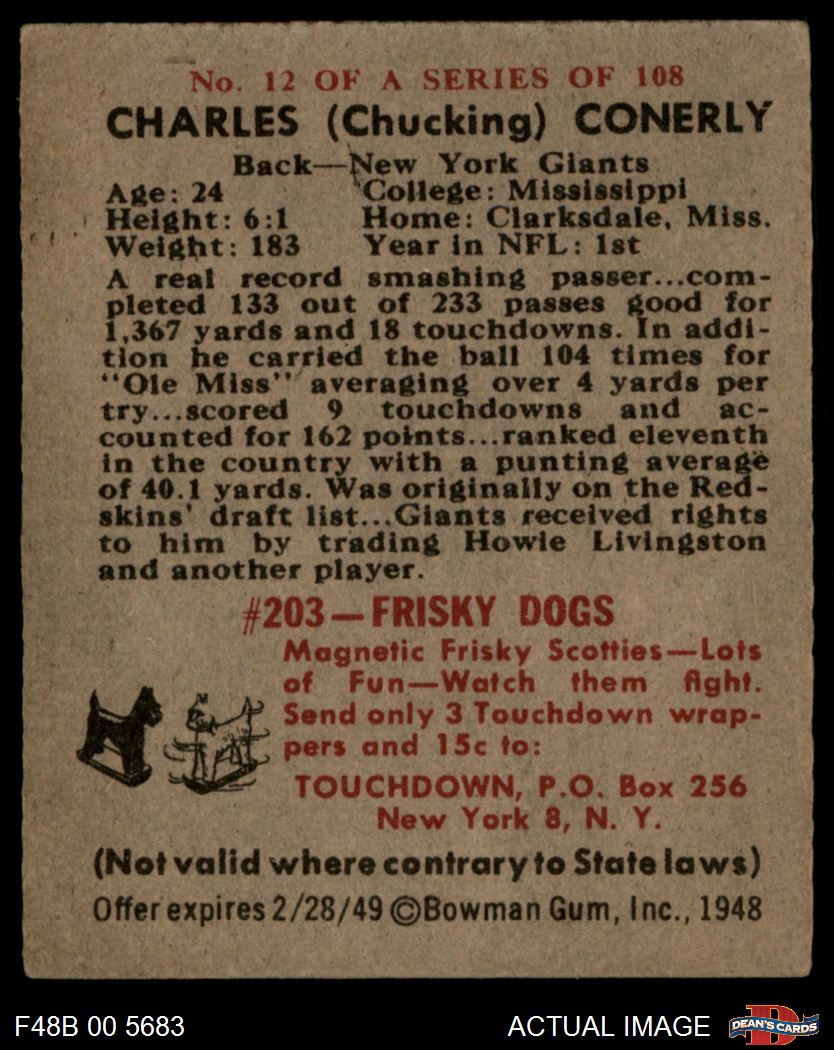 No. 12 OF A SERIES OF 108
CHARLES (Chucking) CONERLY
Back—New York Giants
Age: 24 College: Mississippi
Height: 6:1 Home: Clarksdale, Miss.
Weight: 183 Year in NFL: 1st
A real record smashing passer...com-
pleted 133 out of 233 passes good for
1,367 yards and 18 touchdowns. In addi-
tion he carried the ball 104 times for
"Ole Miss" averaging over 4 yards per
try...scored 9 touchdowns and ac-
counted for 162 points...ranked eleventh
in the country with a punting average
of 40.1 yards. Was originally on the Red-
skins' draft list...Giants received rights
to him by trading Howie Livingston
and another player.
#203—FRISKY DOGS
Magnetic Frisky Scotties—Lots
of Fun—Watch them fight.
Send only 3 Touchdown wrap-
pers and 15c to:
TOUCHDOWN, P.O. Box 256
New York 8, N. Y.
(Not valid where contrary to State laws)
Offer expires 2/28/49 ©Bowman Gum, Inc., 1948
F48B 00 5683 ACTUAL IMAGE DEAN'S CARDS